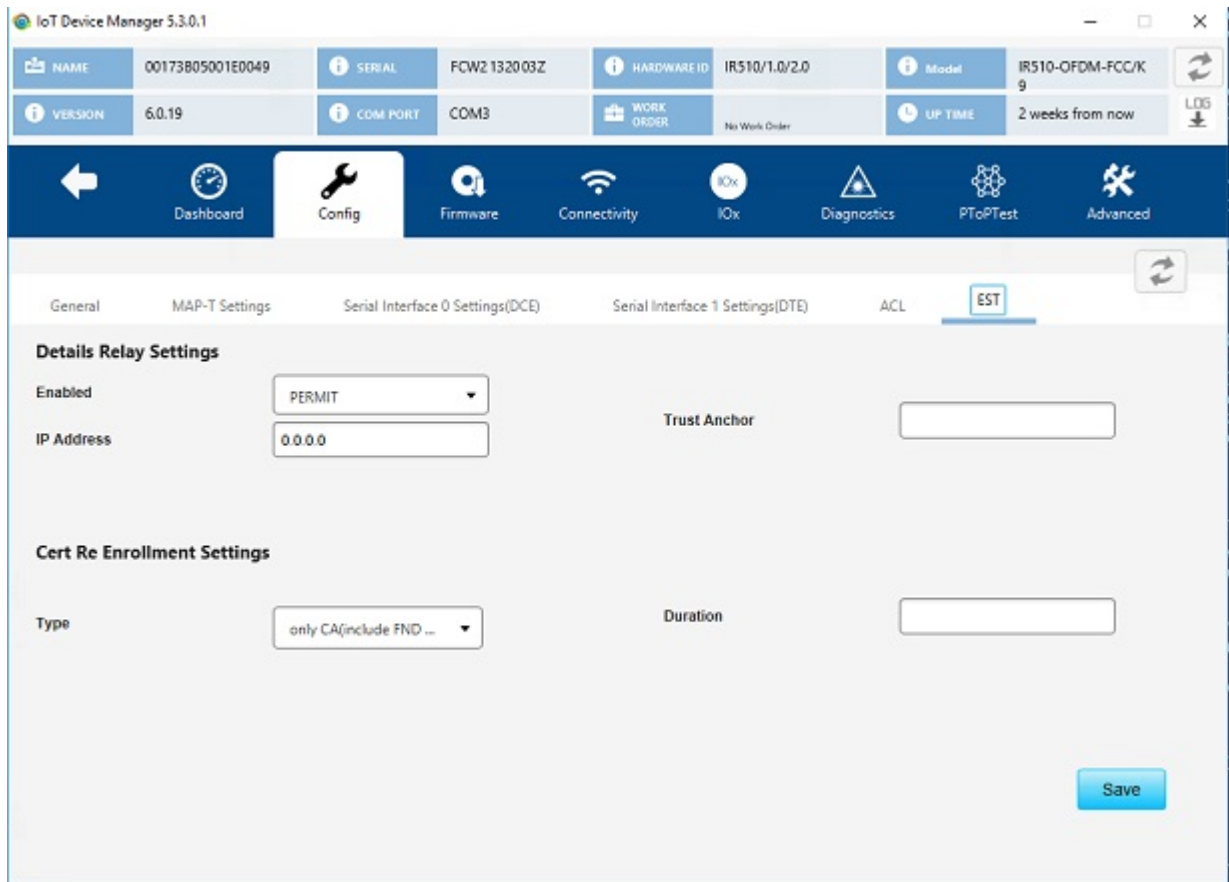 IoT Device Manager 5.3.0.1
NAME 00173B05001E0049 SERIAL FCW2132003Z HARDWARE ID IR510/1.0/2.0 Model IR510-OFDM-FCC/K
9
VERSION 6.0.19 COM PORT COM3 WORK ORDER No Work Order UP TIME 2 weeks from now LOG
Dashboard Config Firmware Connectivity IOx IOx Diagnostics PToPTest Advanced
General MAP-T Settings Serial Interface 0 Settings(DCE) Serial Interface 1 Settings(DTE) ACL EST
Details Relay Settings
Enabled PERMIT
Trust Anchor
IP Address 0.0.0.0
Cert Re Enrollment Settings
Type only CA(include FND ...
Duration
Save